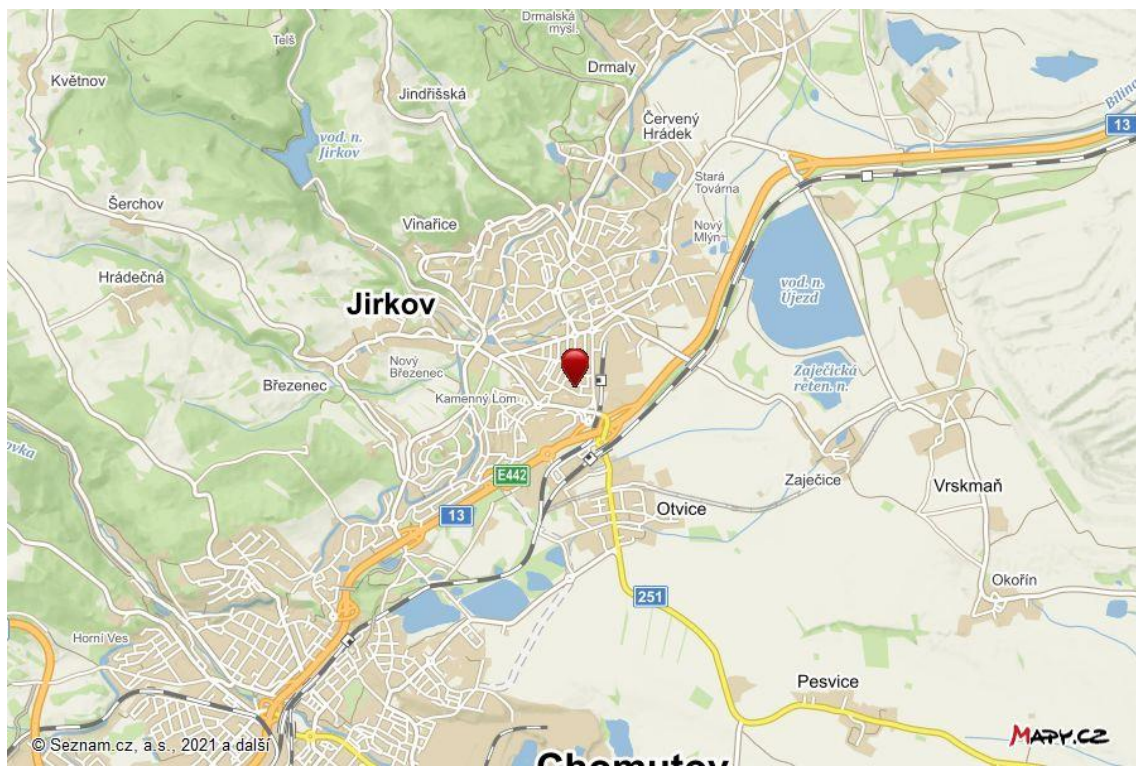 Drmalská
mysl.
Telš
Květnov
Drmaly
Jindřišská
Bílina
Červený
Hrádek
13
vod. n.
Jirkov
Stará
Továrna
Šerchov
Vinařice
Nový
Mlýn
Hrádečná
vod. n.
Újezd
Jirkov
Nový
Březenec
Zaječická
reten. n.
Březenec
Kamenný Lom
ovka
E442
Zaječice
Vrskmaň
13
Otvice
Okořín
251
Horní Ves
Pesvice
© Seznam.cz, a.s., 2021 a další
MAPY.CZ
Chomutov